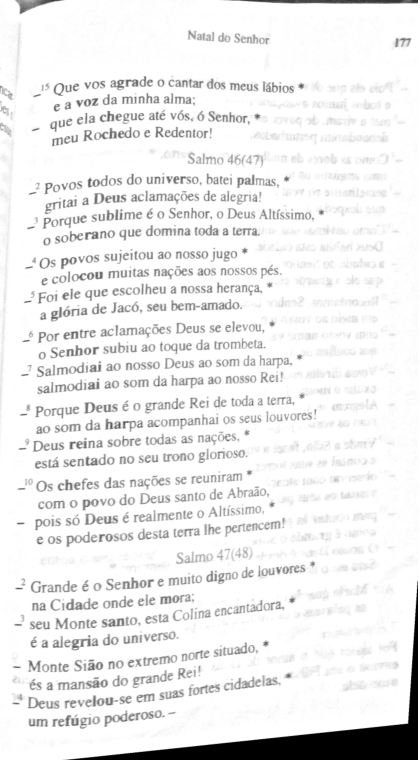 Natal do Senhor
177
–¹⁵ Que vos agrade o cantar dos meus lábios *
e a voz da minha alma;
– que ela chegue até vós, ó Senhor, *
meu Rochedo e Redentor!
Salmo 46(47)
–² Povos todos do universo, batei palmas, *
gritai a Deus aclamações de alegria!
–³ Porque sublime é o Senhor, o Deus Altíssimo, *
o soberano que domina toda a terra.
–⁴ Os povos sujeitou ao nosso jugo *
e colocou muitas nações aos nossos pés.
–⁵ Foi ele que escolheu a nossa herança, *
a glória de Jacó, seu bem-amado.
–⁶ Por entre aclamações Deus se elevou, *
o Senhor subiu ao toque da trombeta.
–⁷ Salmodiai ao nosso Deus ao som da harpa, *
salmodiai ao som da harpa ao nosso Rei!
–⁸ Porque Deus é o grande Rei de toda a terra, *
ao som da harpa acompanhai os seus louvores!
–⁹ Deus reina sobre todas as nações, *
está sentado no seu trono glorioso.
–¹⁰ Os chefes das nações se reuniram *
com o povo do Deus santo de Abraão,
– pois só Deus é realmente o Altíssimo, *
e os poderosos desta terra lhe pertencem!
Salmo 47(48)
–² Grande é o Senhor e muito digno de louvores *
na Cidade onde ele mora;
–³ seu Monte santo, esta Colina encantadora, *
é a alegria do universo.
– Monte Sião no extremo norte situado, *
és a mansão do grande Rei!
–⁴ Deus revelou-se em suas fortes cidadelas, *
um refúgio poderoso. –